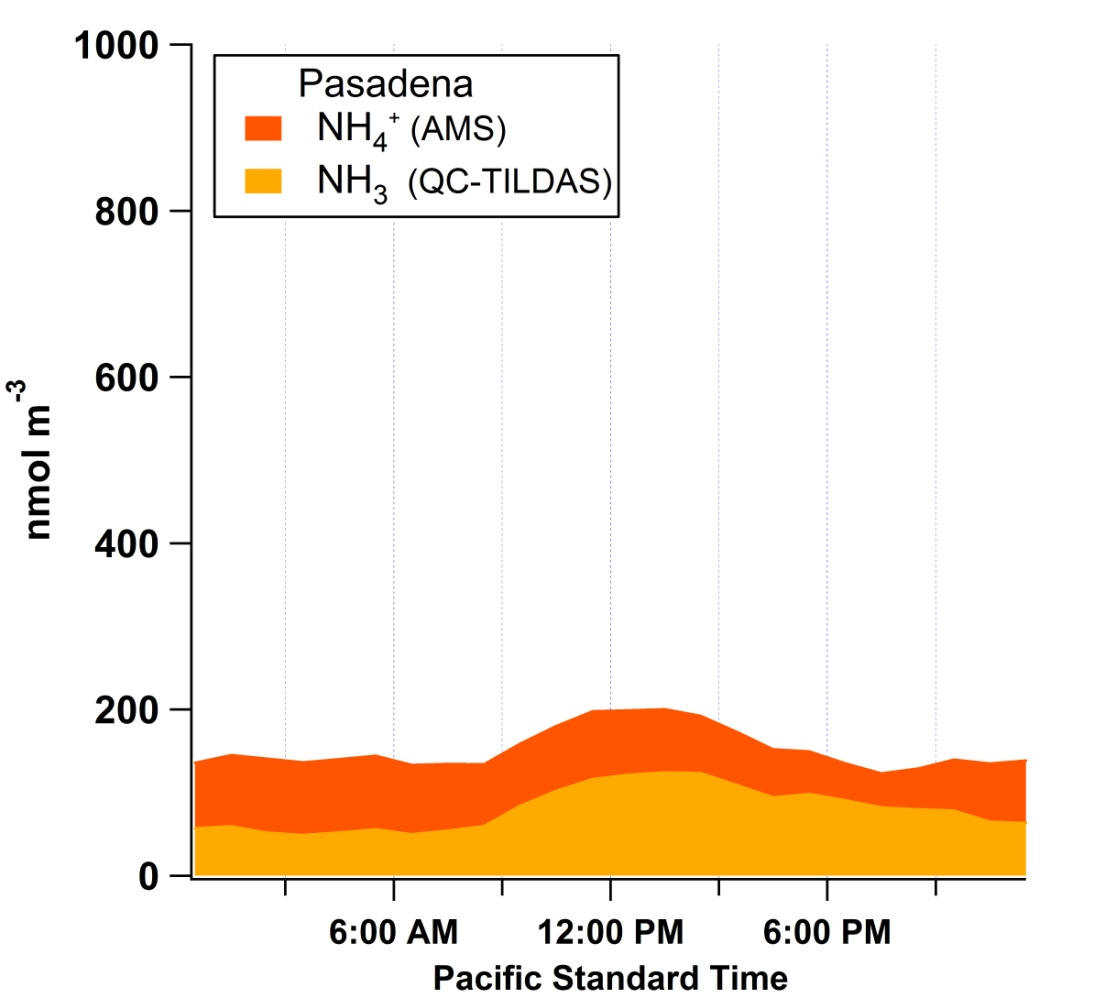 1000
Pasadena
NH4+ (AMS)
NH3 (QC-TILDAS)
800
600
nmol m-3
400
200
0
6:00 AM 12:00 PM 6:00 PM
Pacific Standard Time